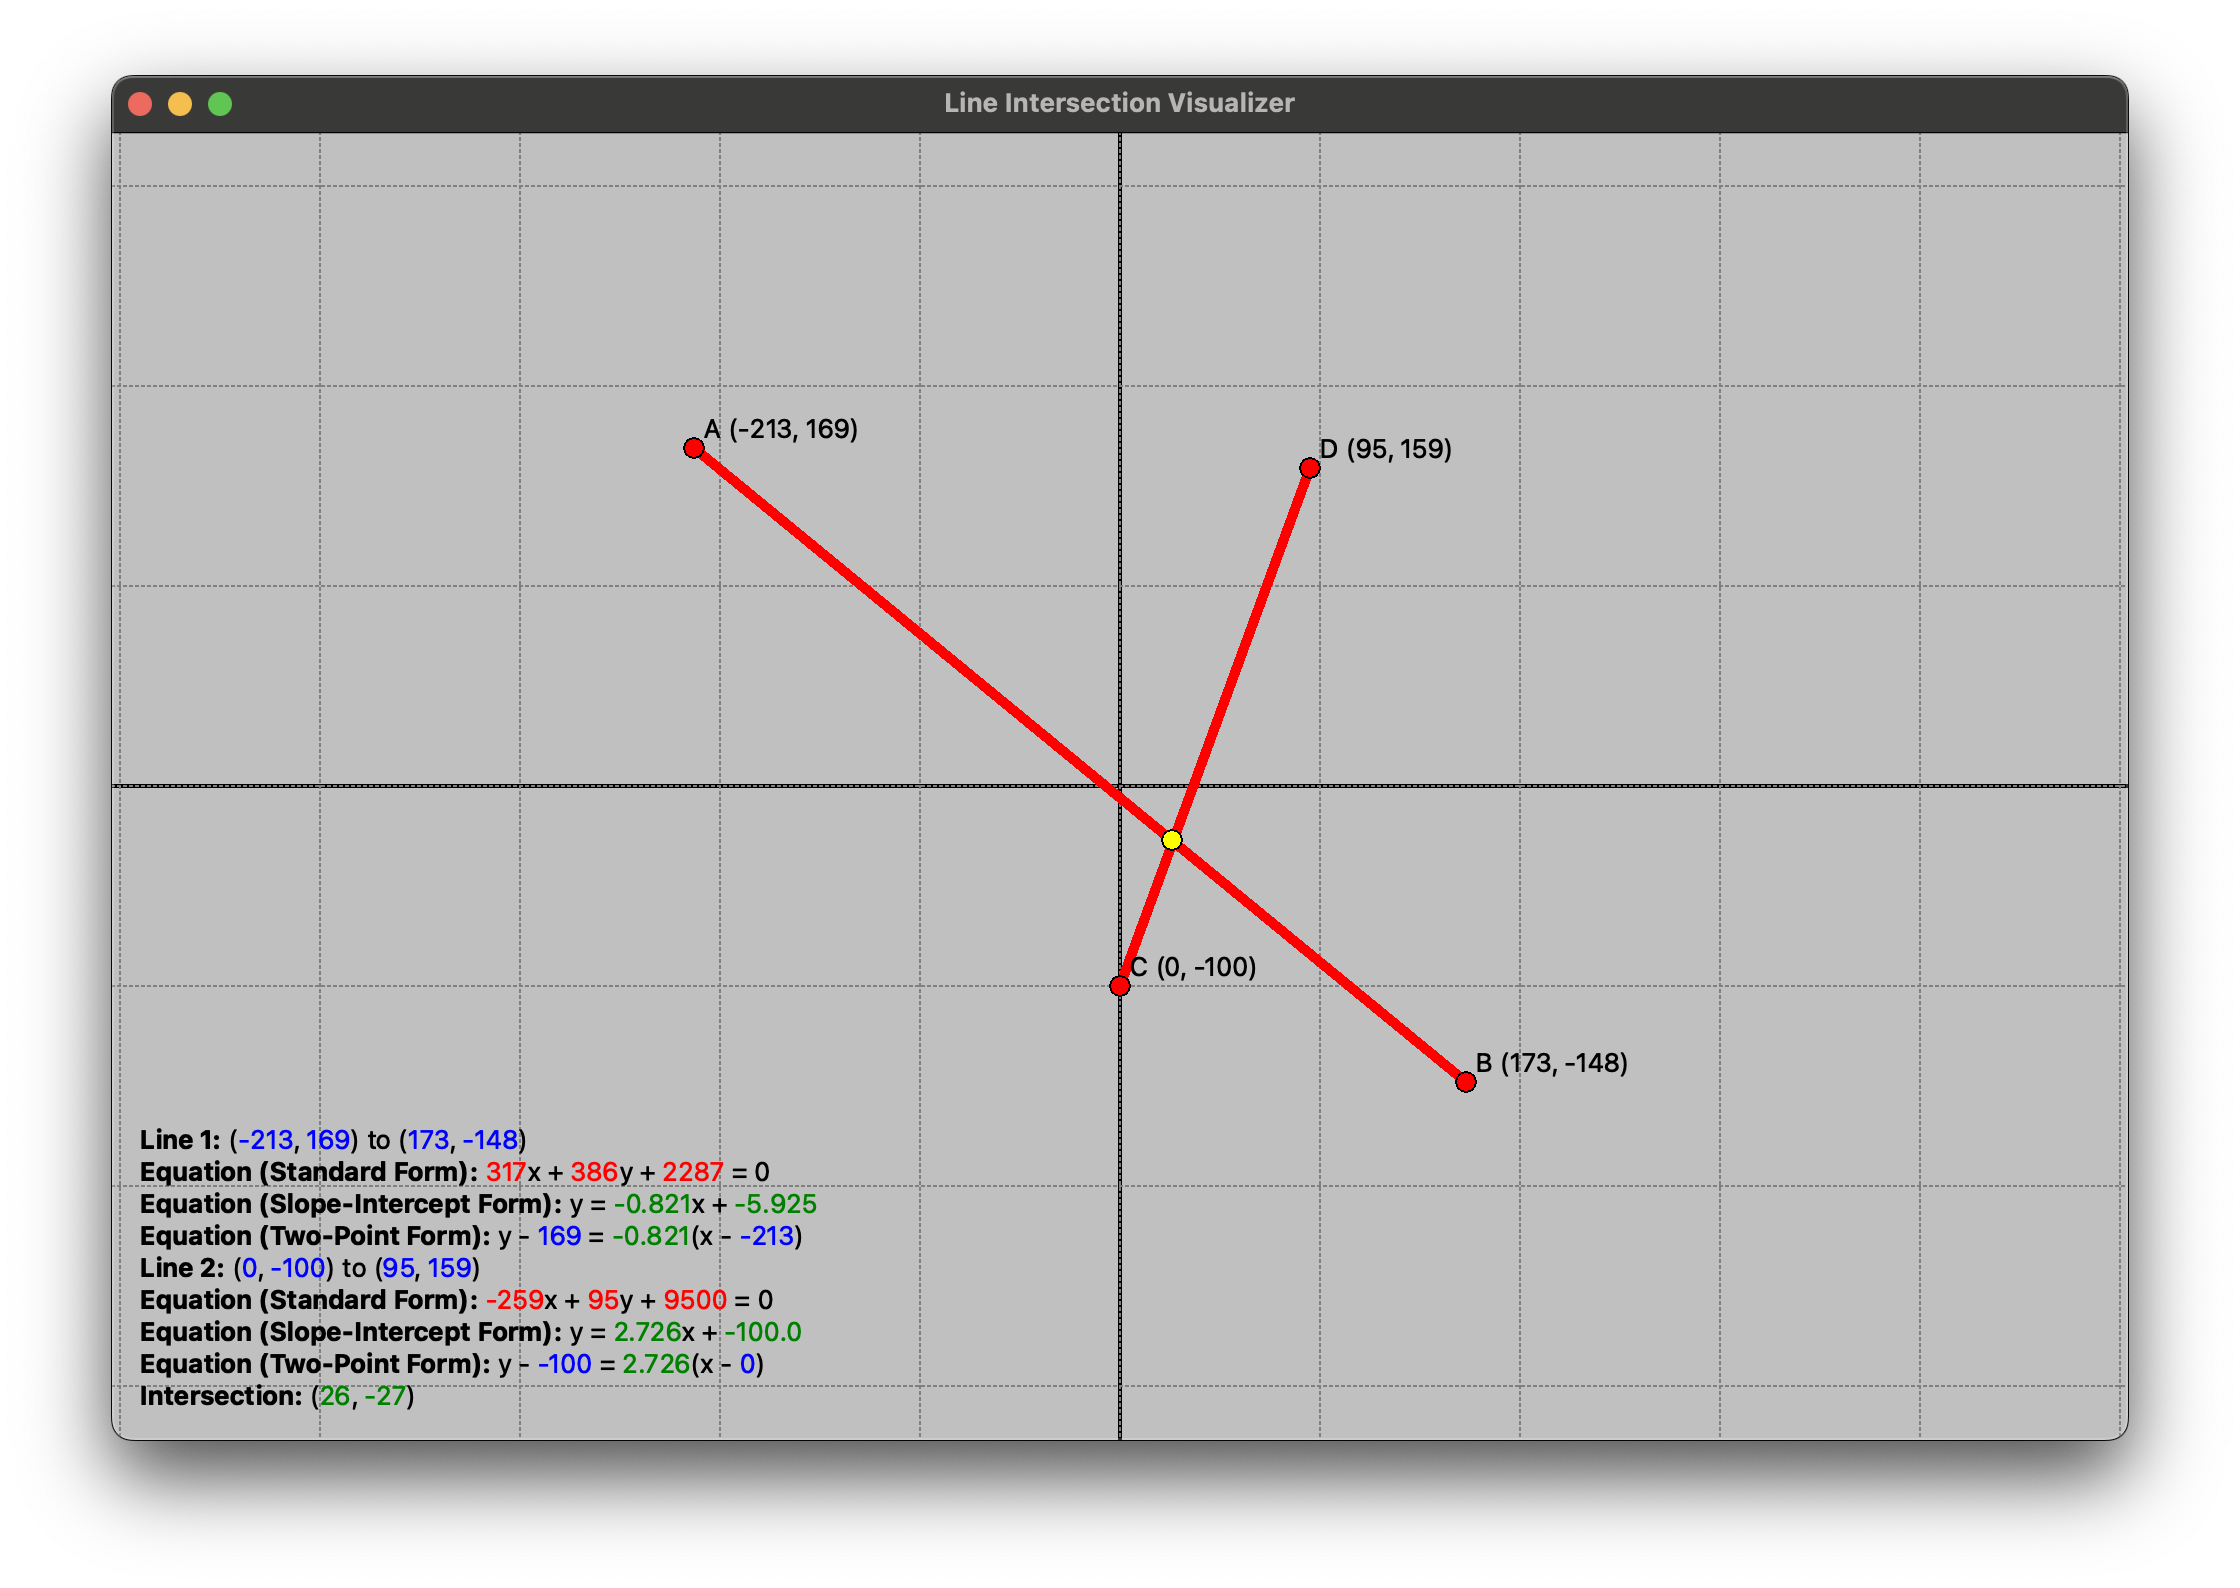 Line Intersection Visualizer
A (-213, 169)
D (95, 159)
C (0, -100)
B (173, -148)
Line 1: (-213, 169) to (173, -148)
Equation (Standard Form): 317x + 386y + 2287 = 0
Equation (Slope-Intercept Form): y = -0.821x + -5.925
Equation (Two-Point Form): y - 169 = -0.821(x - -213)
Line 2: (0, -100) to (95, 159)
Equation (Standard Form): -259x + 95y + 9500 = 0
Equation (Slope-Intercept Form): y = 2.726x + -100.0
Equation (Two-Point Form): y - -100 = 2.726(x - 0)
Intersection: (26, -27)